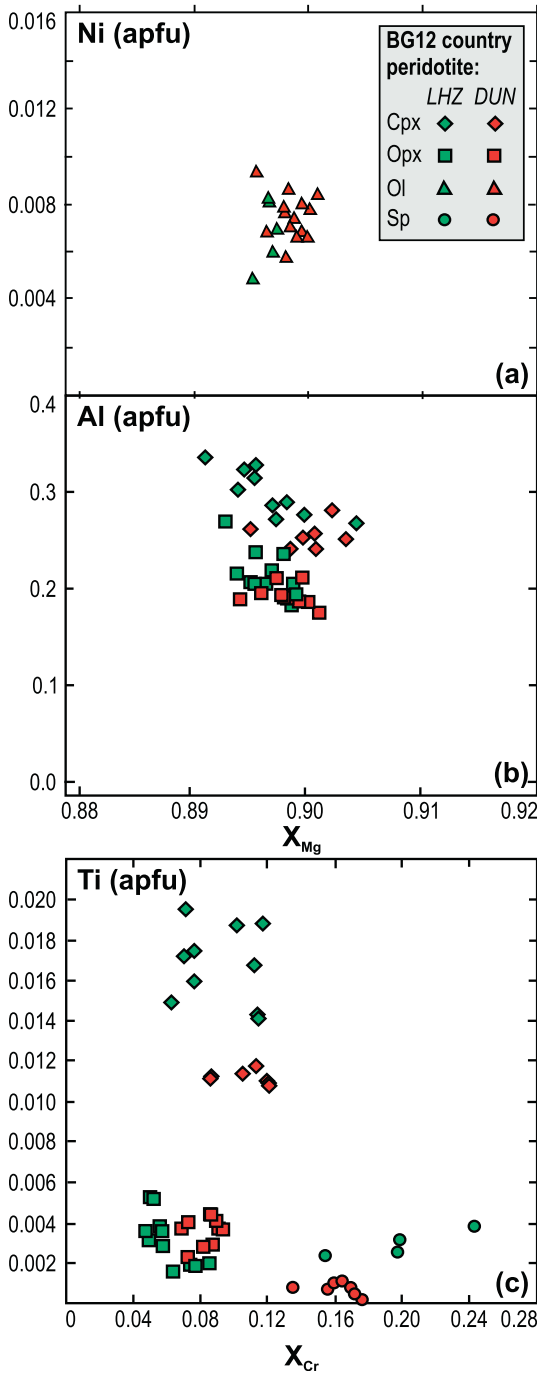 0.016
Ni (apfu)
BG12 country
peridotite:
LHZ DUN
Cpx
Opx
Ol
Sp
0.012
0.008
0.004
(a)
0.4
Al (apfu)
0.3
0.2
0.1
0.0
(b)
0.88 0.89 0.90 0.91 0.92
XMg
Ti (apfu)
0.020
0.018
0.016
0.014
0.012
0.010
0.008
0.006
0.004
0.002
(c)
0 0.04 0.08 0.12 0.16 0.20 0.24 0.28
XCr